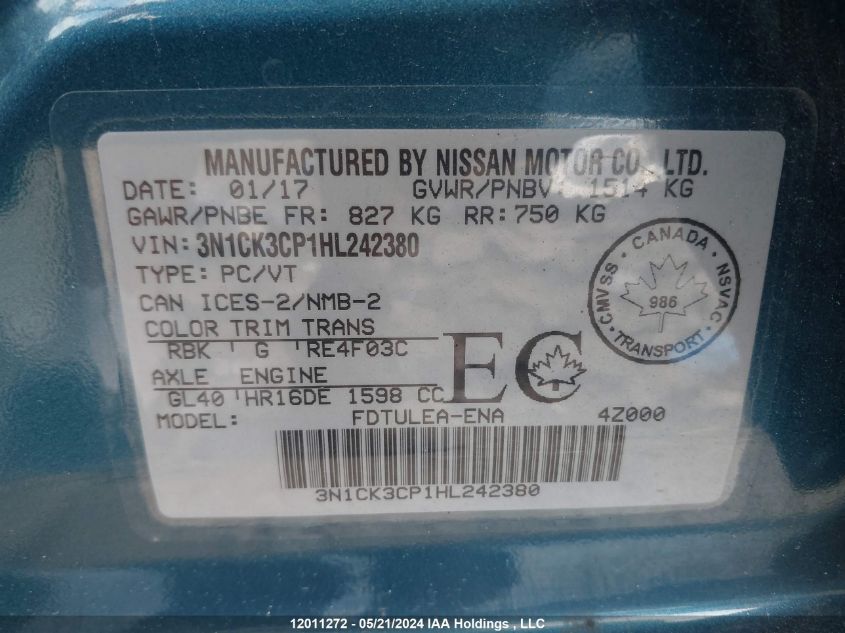 MANUFACTURED BY NISSAN MOTOR CO., LTD.
DATE: 01/17 GVWR/PNBV: 1514 KG
GAWR/PNBE FR: 827 KG RR: 750 KG
VIN: 3N1CK3CP1HL242380
TYPE: PC/VT
CAN ICES-2/NMB-2
COLOR TRIM TRANS
RBK ' G 'RE4F03C
AXLE ENGINE
GL40 'HR16DE 1598 CC
MODEL: FDTULEA-ENA 4Z000
3N1CK3CP1HL242380
EC
CMVSS • CANADA • NSVAC
986
• TRANSPORT •
12011272 - 05/21/2024 IAA Holdings , LLC